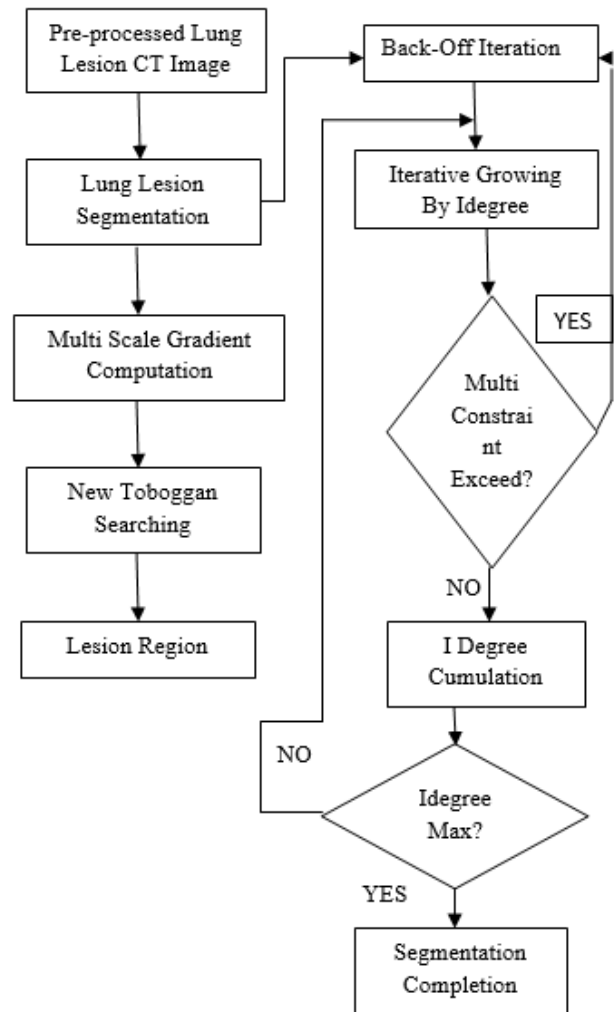 Pre-processed Lung
Lesion CT Image
Lung Lesion
Segmentation
Multi Scale Gradient
Computation
New Toboggan
Searching
Lesion Region
Back-Off Iteration
Iterative Growing
By Idegree
YES
Multi
Constrai
nt
Exceed?
NO
I Degree
Cumulation
NO
Idegree
Max?
YES
Segmentation
Completion